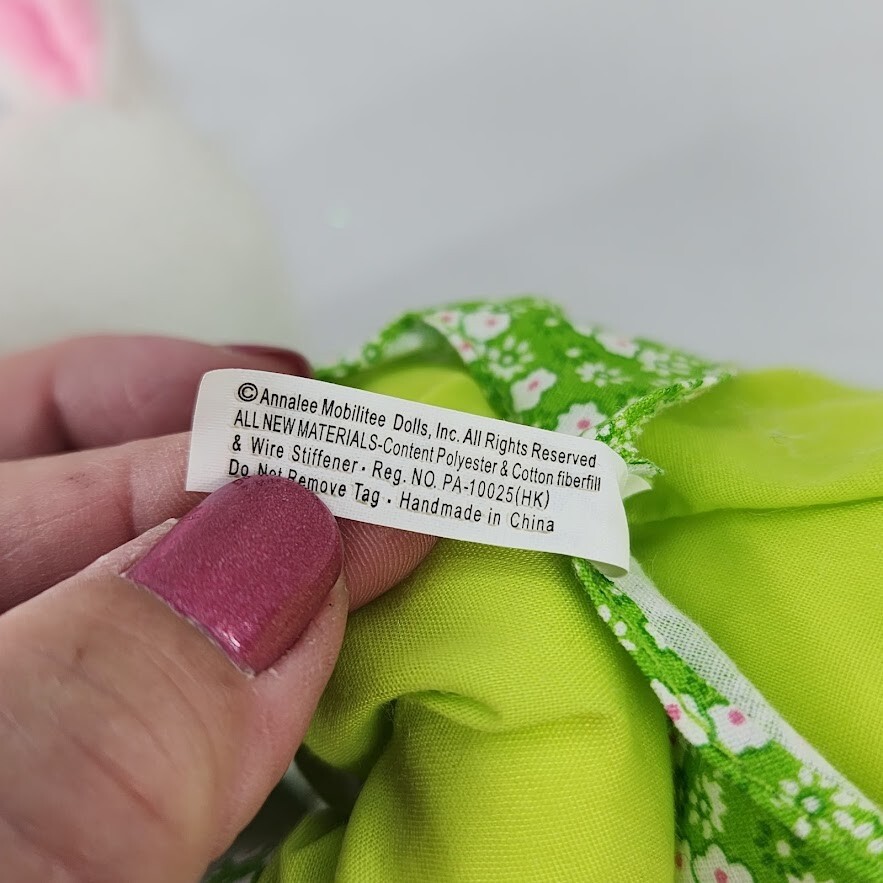 ©Annalee Mobilitee Dolls, Inc. All Rights Reserved
ALL NEW MATERIALS-Content Polyester & Cotton fiberfill
& Wire Stiffener • Reg. NO. PA-10025(HK)
Do Not Remove Tag • Handmade in China